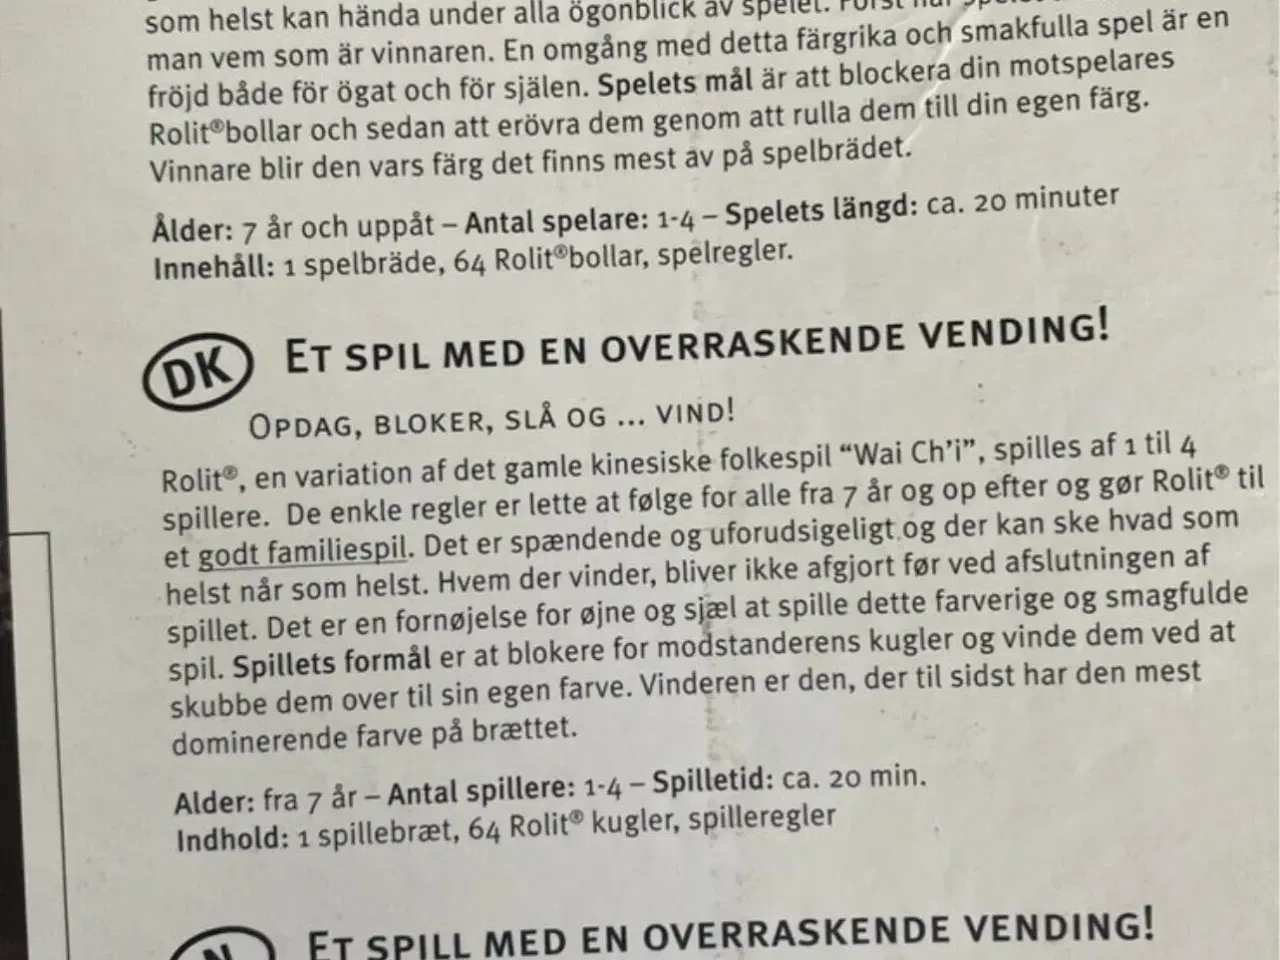 som helst kan hända under alla ögonblick av spelet. Först när
man vem som är vinnaren. En omgång med detta färgrika och smakfulla spel är en
fröjd både för ögat och för själen. Spelets mål är att blockera din motspelares
Rolit®bollar och sedan att erövra dem genom att rulla dem till din egen färg.
Vinnare blir den vars färg det finns mest av på spelbrädet.
Ålder: 7 år och uppåt – Antal spelare: 1-4 – Spelets längd: ca. 20 minuter
Innehåll: 1 spelbräde, 64 Rolit®bollar, spelregler.
DK ET SPIL MED EN OVERRASKENDE VENDING!
OPDAG, BLOKER, SLÅ OG ... VIND!
Rolit®, en variation af det gamle kinesiske folkespil “Wai Ch’i”, spilles af 1 til 4
spillere. De enkle regler er lette at følge for alle fra 7 år og op efter og gør Rolit® til
et godt familiespil. Det er spændende og uforudsigeligt og der kan ske hvad som
helst når som helst. Hvem der vinder, bliver ikke afgjort før ved afslutningen af
spillet. Det er en fornøjelse for øjne og sjæl at spille dette farverige og smagfulde
spil. Spillets formål er at blokere for modstanderens kugler og vinde dem ved at
skubbe dem over til sin egen farve. Vinderen er den, der til sidst har den mest
dominerende farve på brættet.
Alder: fra 7 år – Antal spillere: 1-4 – Spilletid: ca. 20 min.
Indhold: 1 spillebræt, 64 Rolit® kugler, spilleregler
N ET SPILL MED EN OVERRASKENDE VENDING!